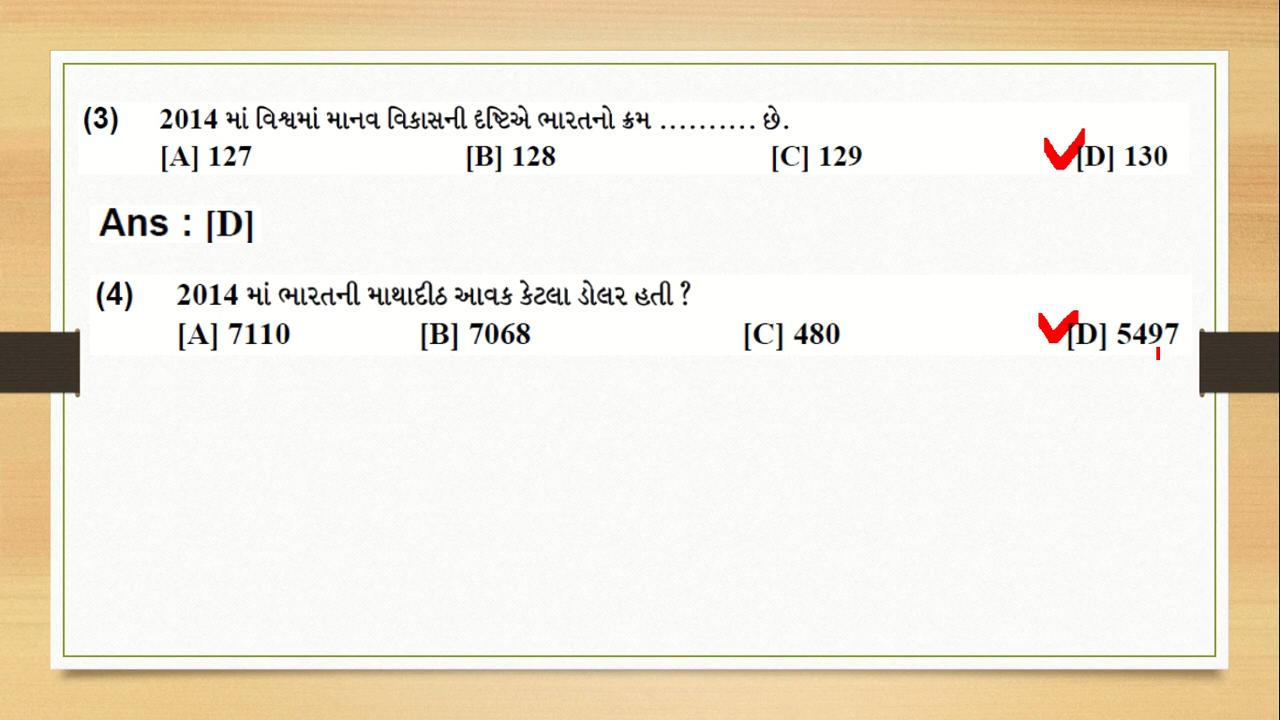 (3) 2014 માં વિશ્વમાં માનવ વિકાસની દૃષ્ટિએ ભારતનો ક્રમ .......... છે.
[A] 127 [B] 128 [C] 129 [D] 130
Ans : [D]
(4) 2014 માં ભારતની માથાદીઠ આવક કેટલા ડોલર હતી ?
[A] 7110 [B] 7068 [C] 480 [D] 5497